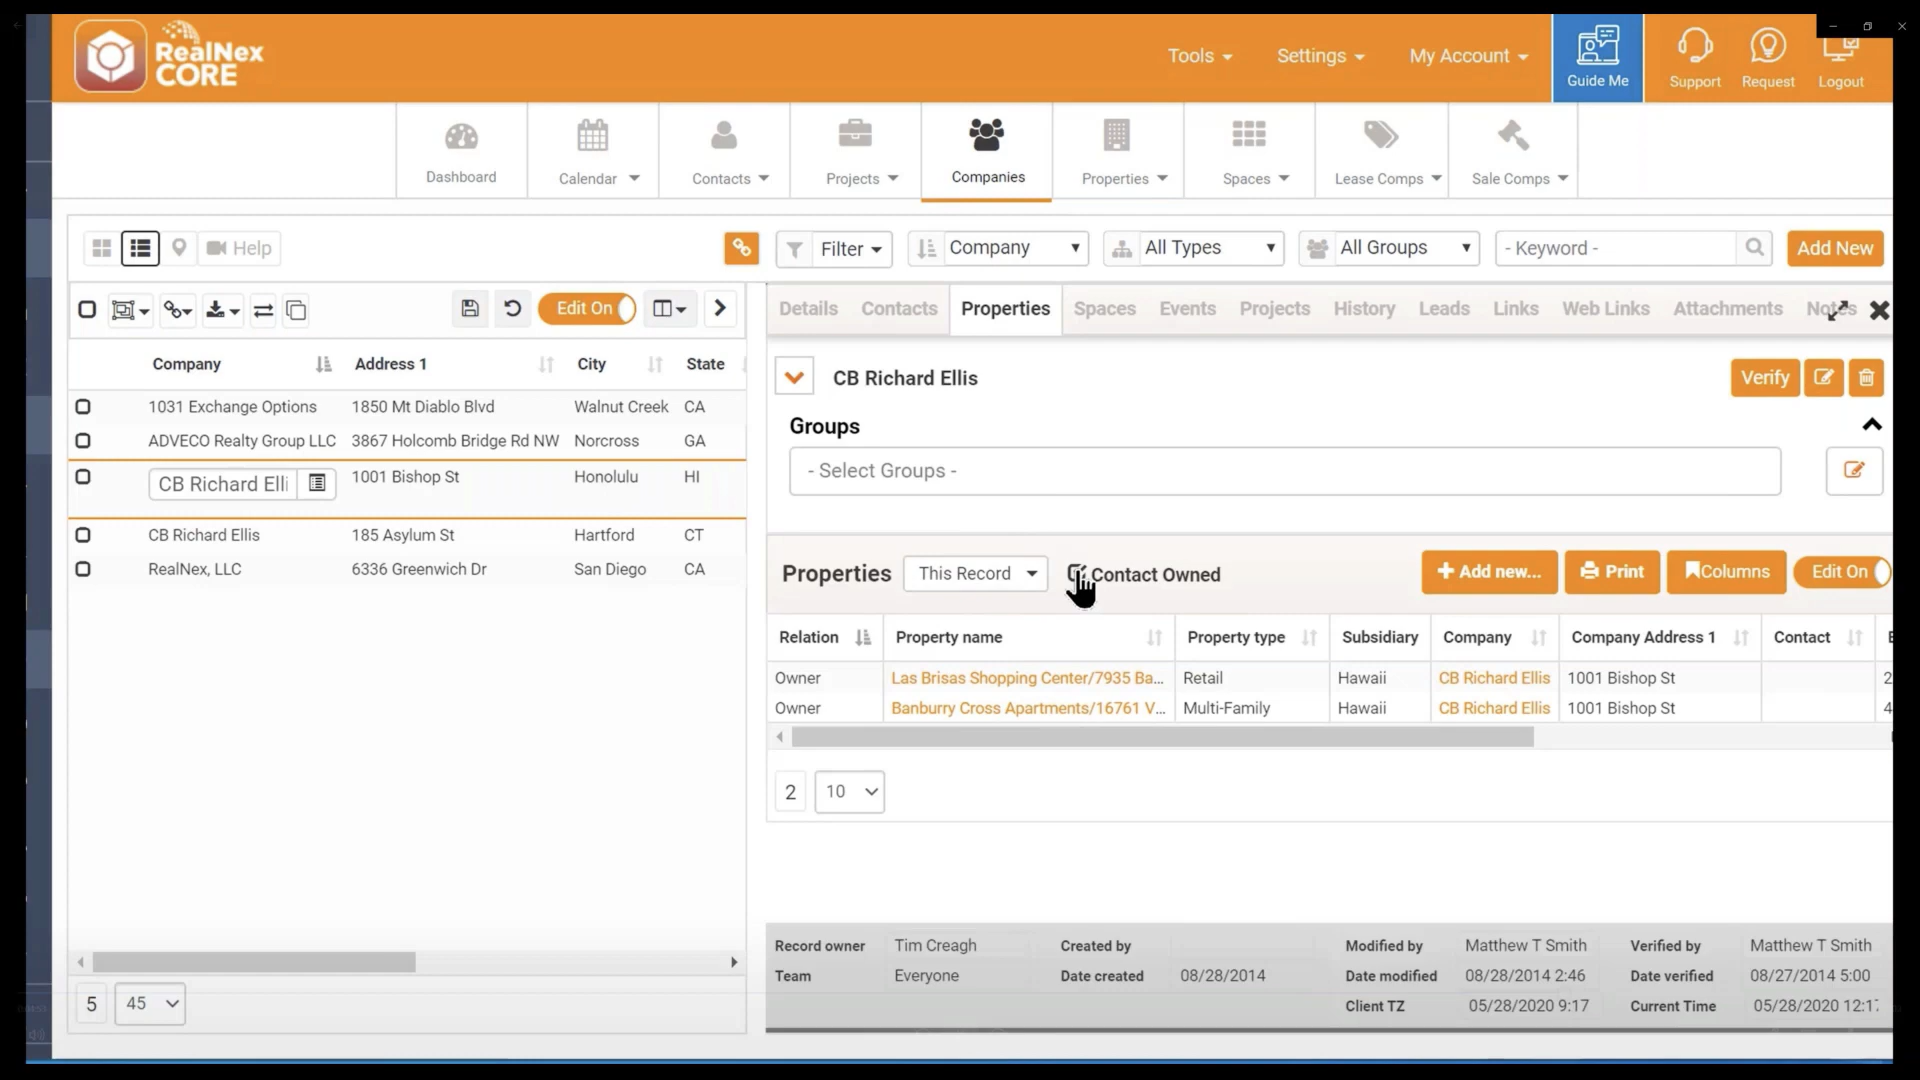 RealNex
CORE
Tools
Settings
My Account
Guide Me
Support
Request
Logout
Dashboard
Calendar
Contacts
Projects
Companies
Properties
Spaces
Lease Comps
Sale Comps
Help
Filter
Company
All Types
All Groups
- Keyword -
Add New
Edit On
Details
Contacts
Properties
Spaces
Events
Projects
History
Leads
Links
Web Links
Attachments
Notes
Company Address 1 City State
1031 Exchange Options 1850 Mt Diablo Blvd Walnut Creek CA
ADVECO Realty Group LLC 3867 Holcomb Bridge Rd NW Norcross GA
CB Richard Elli 1001 Bishop St Honolulu HI
CB Richard Ellis 185 Asylum St Hartford CT
RealNex, LLC 6336 Greenwich Dr San Diego CA
5 45
CB Richard Ellis
Verify
Groups
- Select Groups -
Properties This Record Contact Owned
+ Add new...
Print
Columns
Edit On
Relation Property name Property type Subsidiary Company Company Address 1 Contact
Owner Las Brisas Shopping Center/7935 Ba... Retail Hawaii CB Richard Ellis 1001 Bishop St 2
Owner Banburry Cross Apartments/16761 V... Multi-Family Hawaii CB Richard Ellis 1001 Bishop St 4
2 10
Record owner Tim Creagh Created by Modified by Matthew T Smith Verified by Matthew T Smith
Team Everyone Date created 08/28/2014 Date modified 08/28/2014 2:46 Date verified 08/27/2014 5:00
Client TZ 05/28/2020 9:17 Current Time 05/28/2020 12:1